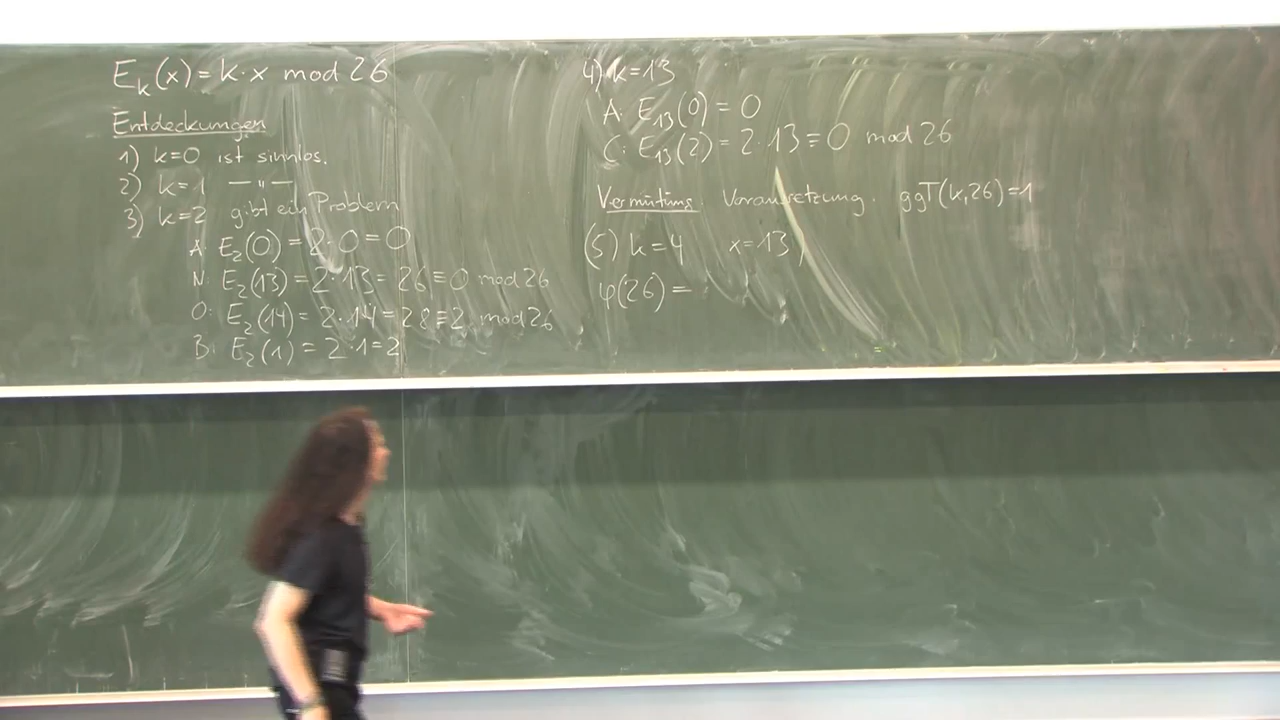 E_k(x) = k·x mod 26
Entdeckungen
1) k=0 ist sinnlos.
2) k=1 — " —
3) k=2 gibt ein Problem
A: E_2(0) = 2·0 = 0
N: E_2(13) = 2·13 = 26 ≡ 0 mod 26
O: E_2(14) = 2·14 = 28 ≡ 2 mod 26
B: E_2(1) = 2·1 = 2
4) k=13
A: E_13(0) = 0
C: E_13(2) = 2·13 ≡ 0 mod 26
Vermutung: Voraussetzung: ggT(k,26)=1
(5) k=4 x=13)
φ(26) =